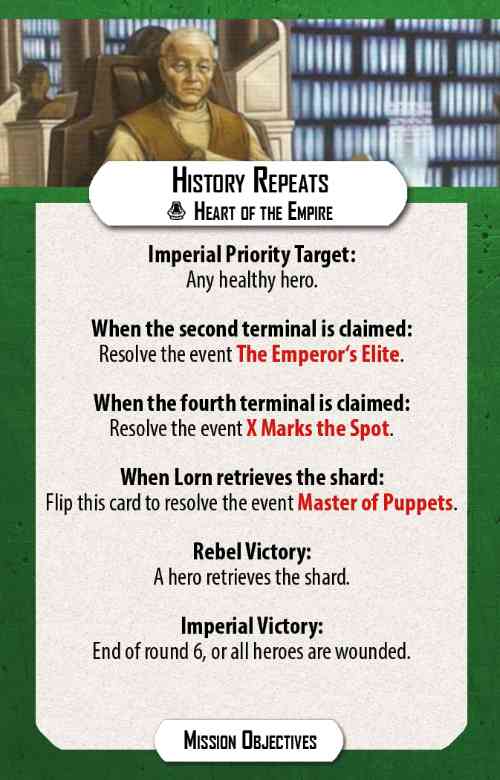 History Repeats
Heart of the Empire
Imperial Priority Target:
Any healthy hero.
When the second terminal is claimed:
Resolve the event The Emperor‘s Elite.
When the fourth terminal is claimed:
Resolve the event X Marks the Spot.
When Lorn retrieves the shard:
Flip this card to resolve the event Master of Puppets.
Rebel Victory:
A hero retrieves the shard.
Imperial Victory:
End of round 6, or all heroes are wounded.
Mission Objectives